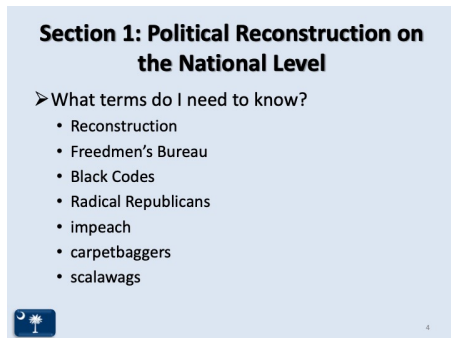 Section 1: Political Reconstruction on
the National Level
➢What terms do I need to know?
• Reconstruction
• Freedmen’s Bureau
• Black Codes
• Radical Republicans
• impeach
• carpetbaggers
• scalawags
4